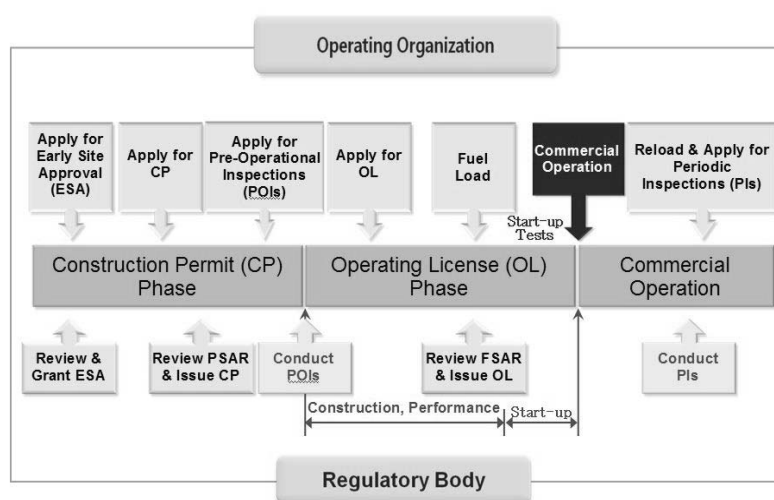 Operating Organization
Apply for
Early Site
Approval
(ESA)
Apply for
CP
Apply for
Pre-Operational
Inspections
(POIs)
Apply for
OL
Fuel
Load
Commercial
Operation
Reload & Apply for
Periodic
Inspections (PIs)
Start-up
Tests
Construction Permit (CP)
Phase
Operating License (OL)
Phase
Commercial
Operation
Review &
Grant ESA
Review PSAR
& Issue CP
Conduct
POIs
Review FSAR
& Issue OL
Conduct
PIs
Construction, Performance
Start-up
Regulatory Body